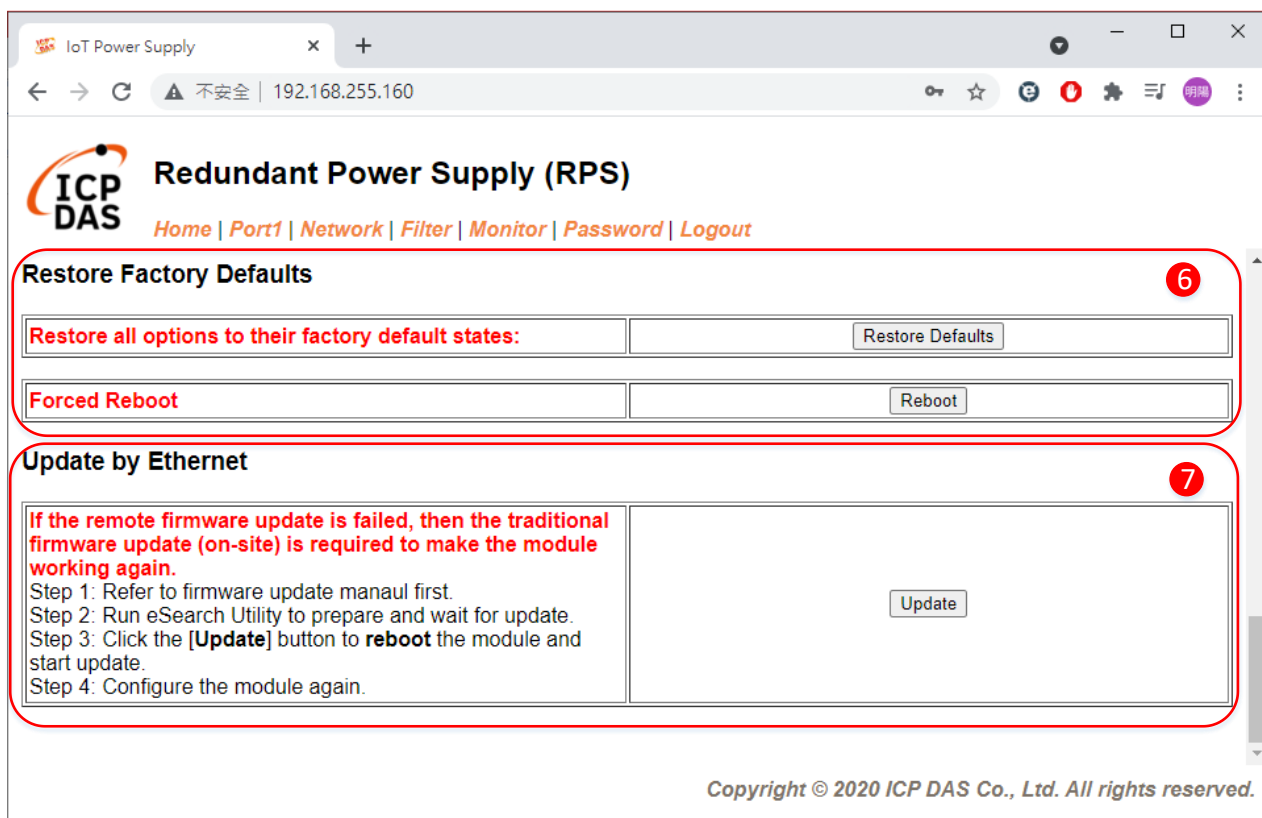 IoT Power Supply
不安全 | 192.168.255.160
明陽
ICP
DAS
Redundant Power Supply (RPS)
Home | Port1 | Network | Filter | Monitor | Password | Logout
Restore Factory Defaults
6
Restore all options to their factory default states:
Restore Defaults
Forced Reboot
Reboot
Update by Ethernet
7
If the remote firmware update is failed, then the traditional
firmware update (on-site) is required to make the module
working again.
Step 1: Refer to firmware update manaul first.
Step 2: Run eSearch Utility to prepare and wait for update.
Step 3: Click the [Update] button to reboot the module and
start update.
Step 4: Configure the module again.
Update
Copyright © 2020 ICP DAS Co., Ltd. All rights reserved.